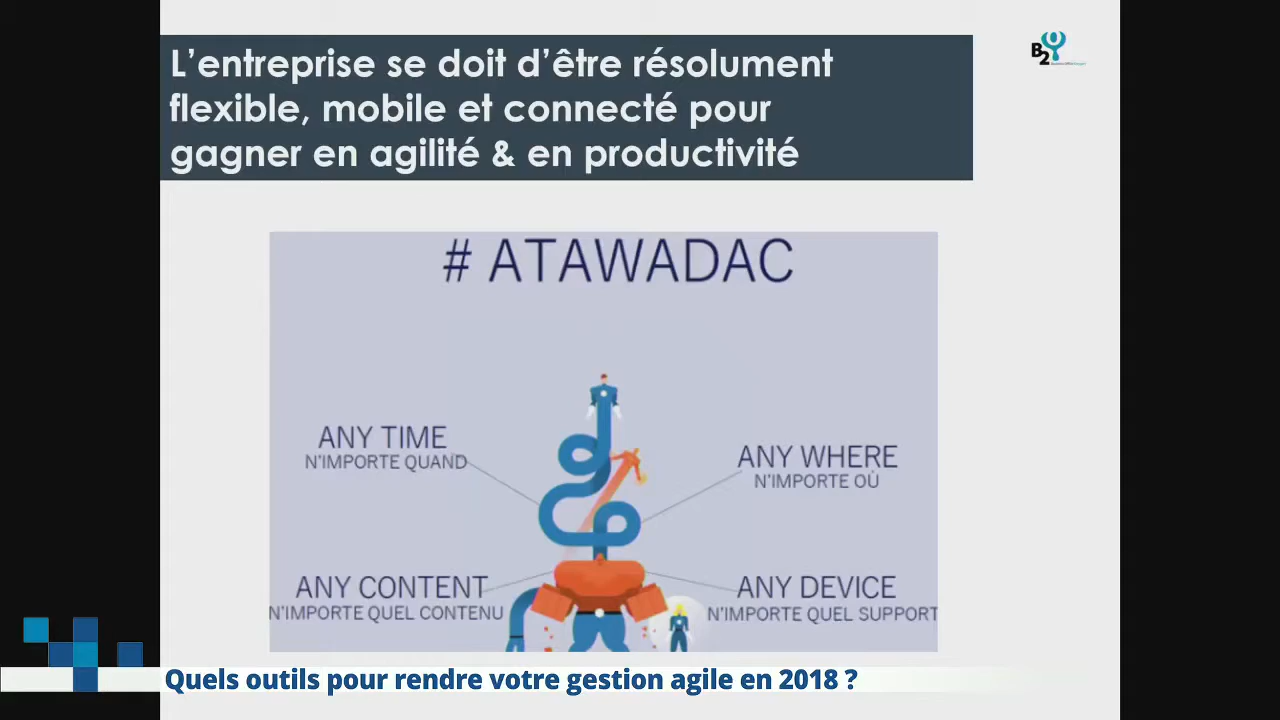 L'entreprise se doit d'être résolument
flexible, mobile et connecté pour
gagner en agilité & en productivité
B2
# ATAWADAC
ANY TIME
N'IMPORTE QUAND
ANY WHERE
N'IMPORTE OÙ
ANY CONTENT
N'IMPORTE QUEL CONTENU
ANY DEVICE
N'IMPORTE QUEL SUPPORT
Quels outils pour rendre votre gestion agile en 2018 ?